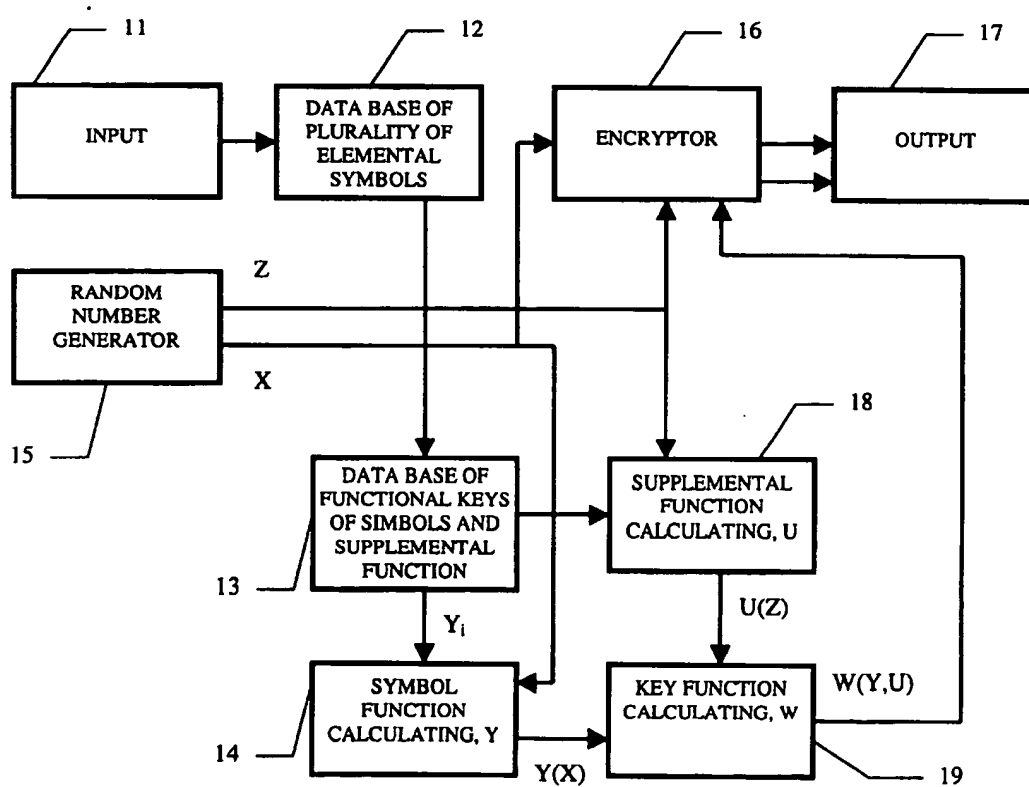 11
12
16
17
INPUT
DATA BASE OF
PLURALITY OF
ELEMENTAL
SYMBOLS
ENCRYPTOR
OUTPUT
RANDOM
NUMBER
GENERATOR
Z
X
15
18
DATA BASE OF
FUNCTIONAL KEYS
OF SIMBOLS AND
SUPPLEMENTAL
FUNCTION
SUPPLEMENTAL
FUNCTION
CALCULATING, U
13
Yi
U(Z)
SYMBOL
FUNCTION
CALCULATING, Y
KEY FUNCTION
CALCULATING, W
W(Y,U)
14
Y(X)
19